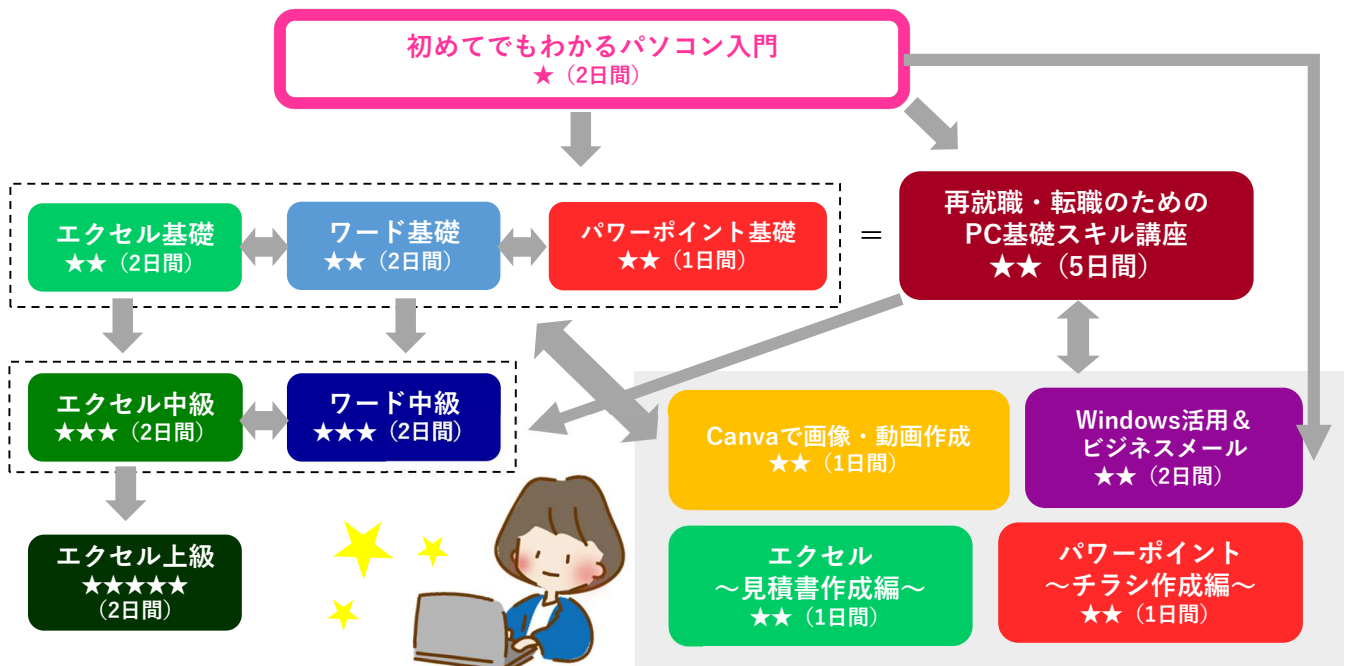 初めてでもわかるパソコン入門
★（2日間）
エクセル基礎
★★（2日間）
ワード基礎
★★（2日間）
パワーポイント基礎
★★（1日間）
＝
再就職・転職のための
PC基礎スキル講座
★★（5日間）
エクセル中級
★★★（2日間）
ワード中級
★★★（2日間）
Canvaで画像・動画作成
★★（1日間）
Windows活用＆
ビジネスメール
★★（2日間）
エクセル上級
★★★★★
（2日間）
エクセル
～見積書作成編～
★★（1日間）
パワーポイント
～チラシ作成編～
★★（1日間）